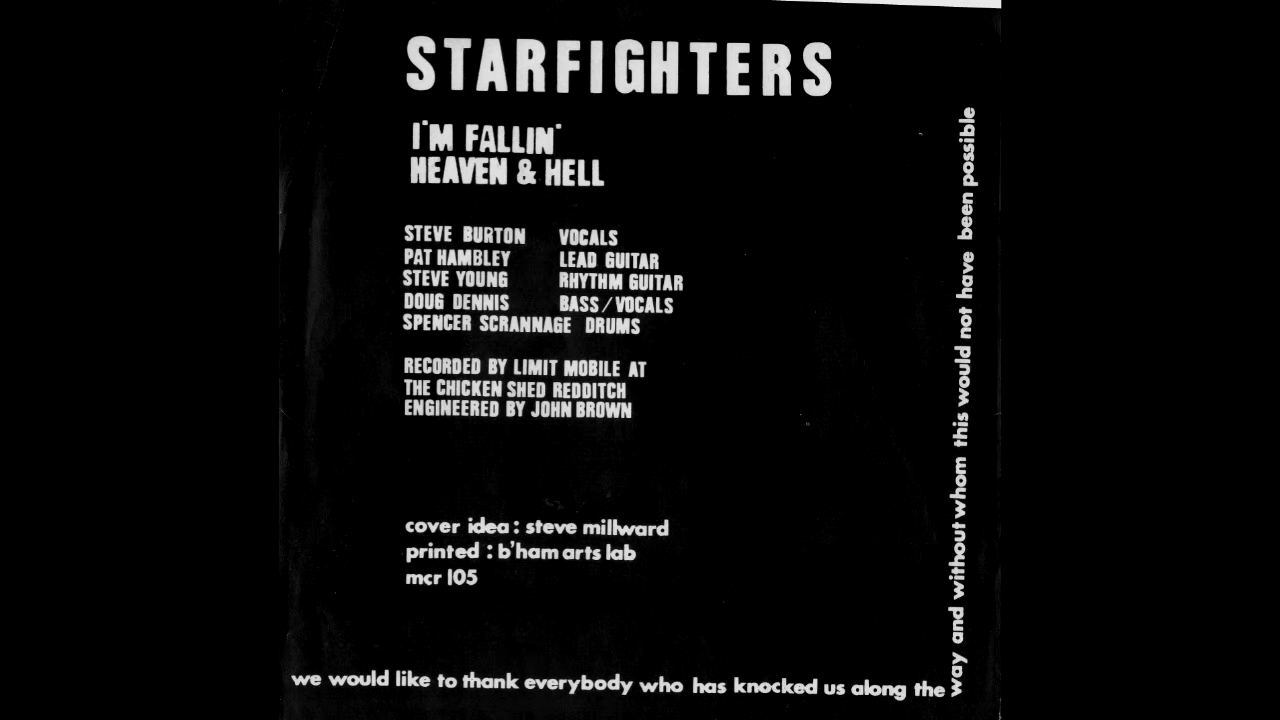 STARFIGHTERS
I'M FALLIN'
HEAVEN & HELL
STEVE BURTON VOCALS
PAT HAMBLEY LEAD GUITAR
STEVE YOUNG RHYTHM GUITAR
DOUG DENNIS BASS / VOCALS
SPENCER SCRANNAGE DRUMS
RECORDED BY LIMIT MOBILE AT
THE CHICKEN SHED REDDITCH
ENGINEERED BY JOHN BROWN
cover idea : steve millward
printed : b'ham arts lab
mcr 105
we would like to thank everybody who has knocked us along the
way and without whom this would not have been possible